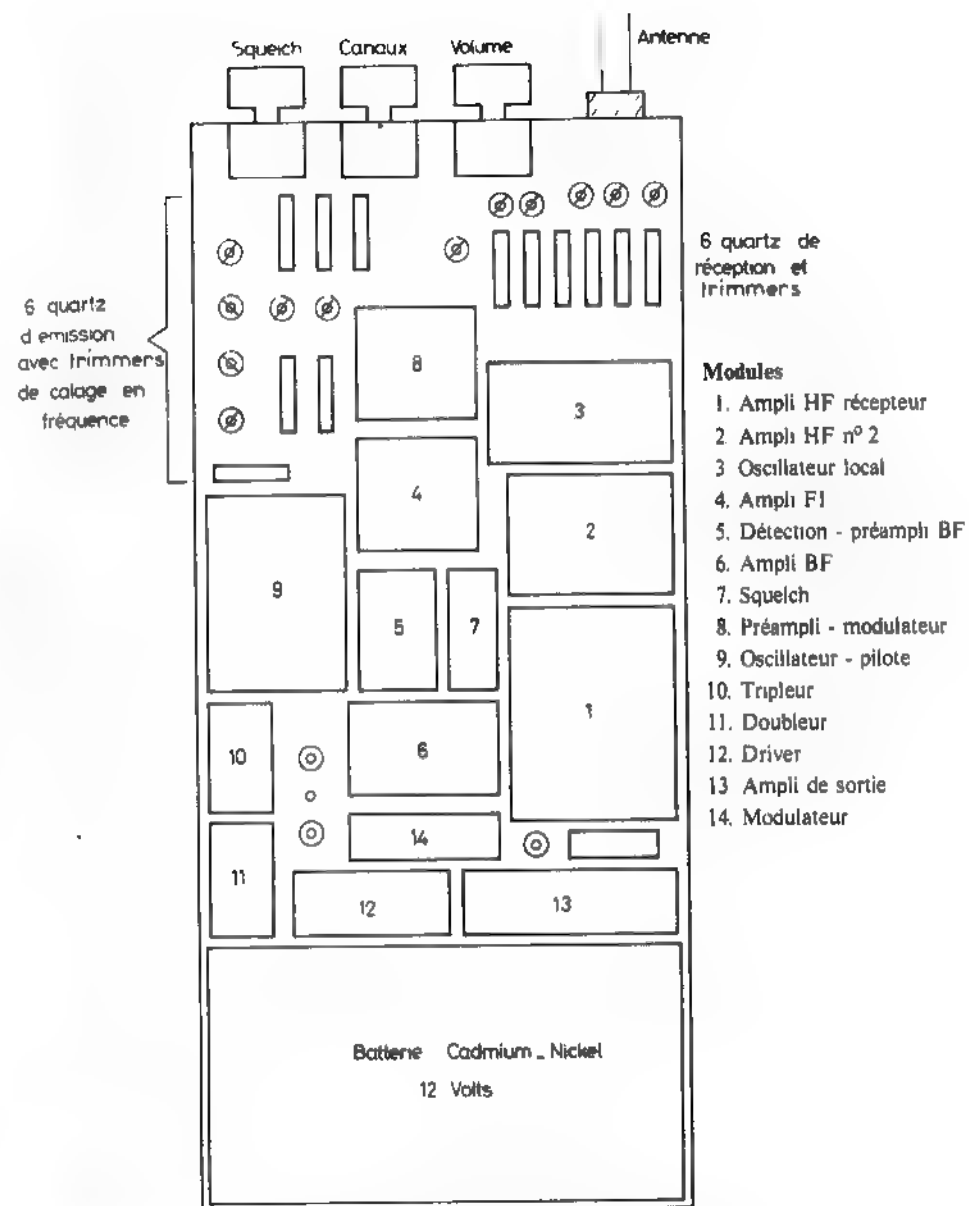 Squelch Canaux Volume Antenne
6 quartz de
réception et
trimmers
6 quartz
d emission
avec trimmers
de calage en
fréquence
Modules
1. Ampli HF récepteur
2 Ampli HF nº 2
3 Oscillateur local
4. Ampli FI
5. Détection - préampli BF
6. Ampli BF
7. Squelch
8. Préampli - modulateur
9. Oscillateur - pilote
10. Tripleur
11. Doubleur
12. Driver
13 Ampli de sortie
14. Modulateur
8
3
4
2
9
5
7
1
10
6
14
11
12
13
Batterie Cadmium_Nickel
12 Volts